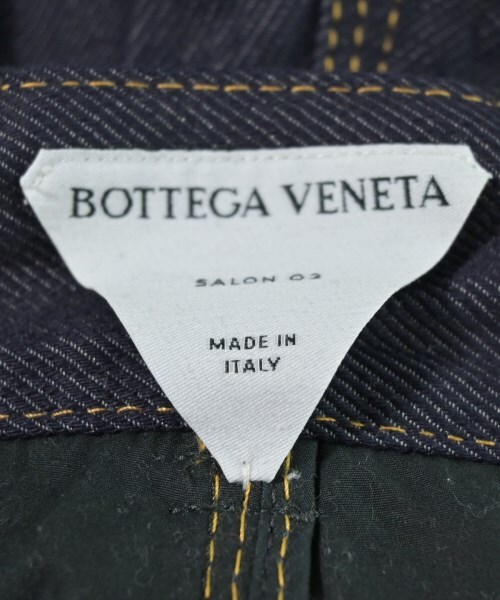 BOTTEGA VENETA
SALON 02
MADE IN
ITALY